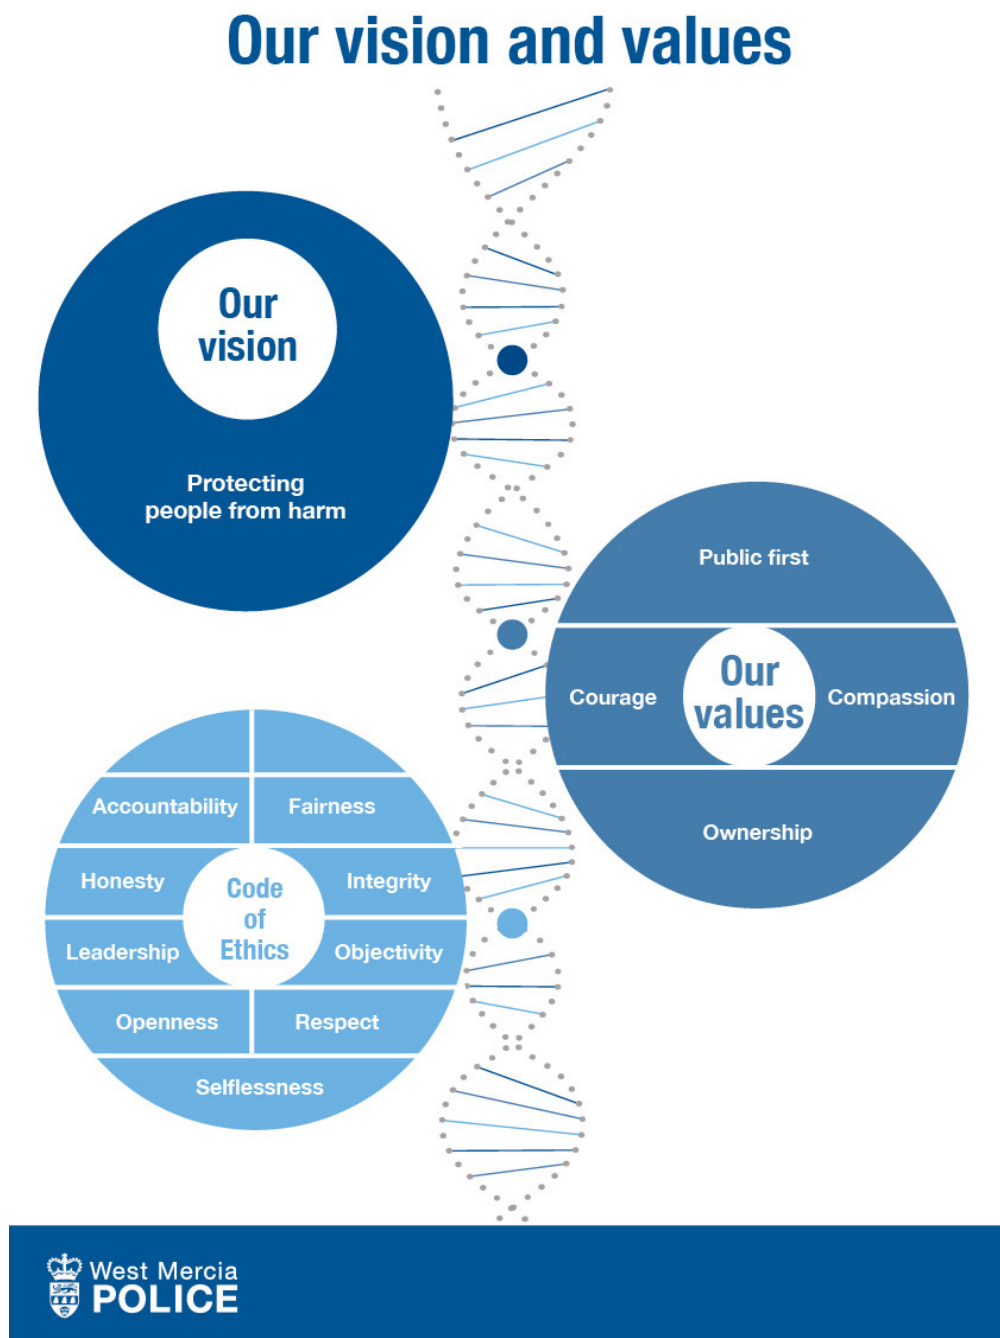 Our vision and values
Our
vision
Protecting
people from harm
Public first
Courage
Our
values
Compassion
Ownership
Accountability
Fairness
Honesty
Code
of
Ethics
Integrity
Leadership
Objectivity
Openness
Respect
Selflessness
West Mercia
POLICE